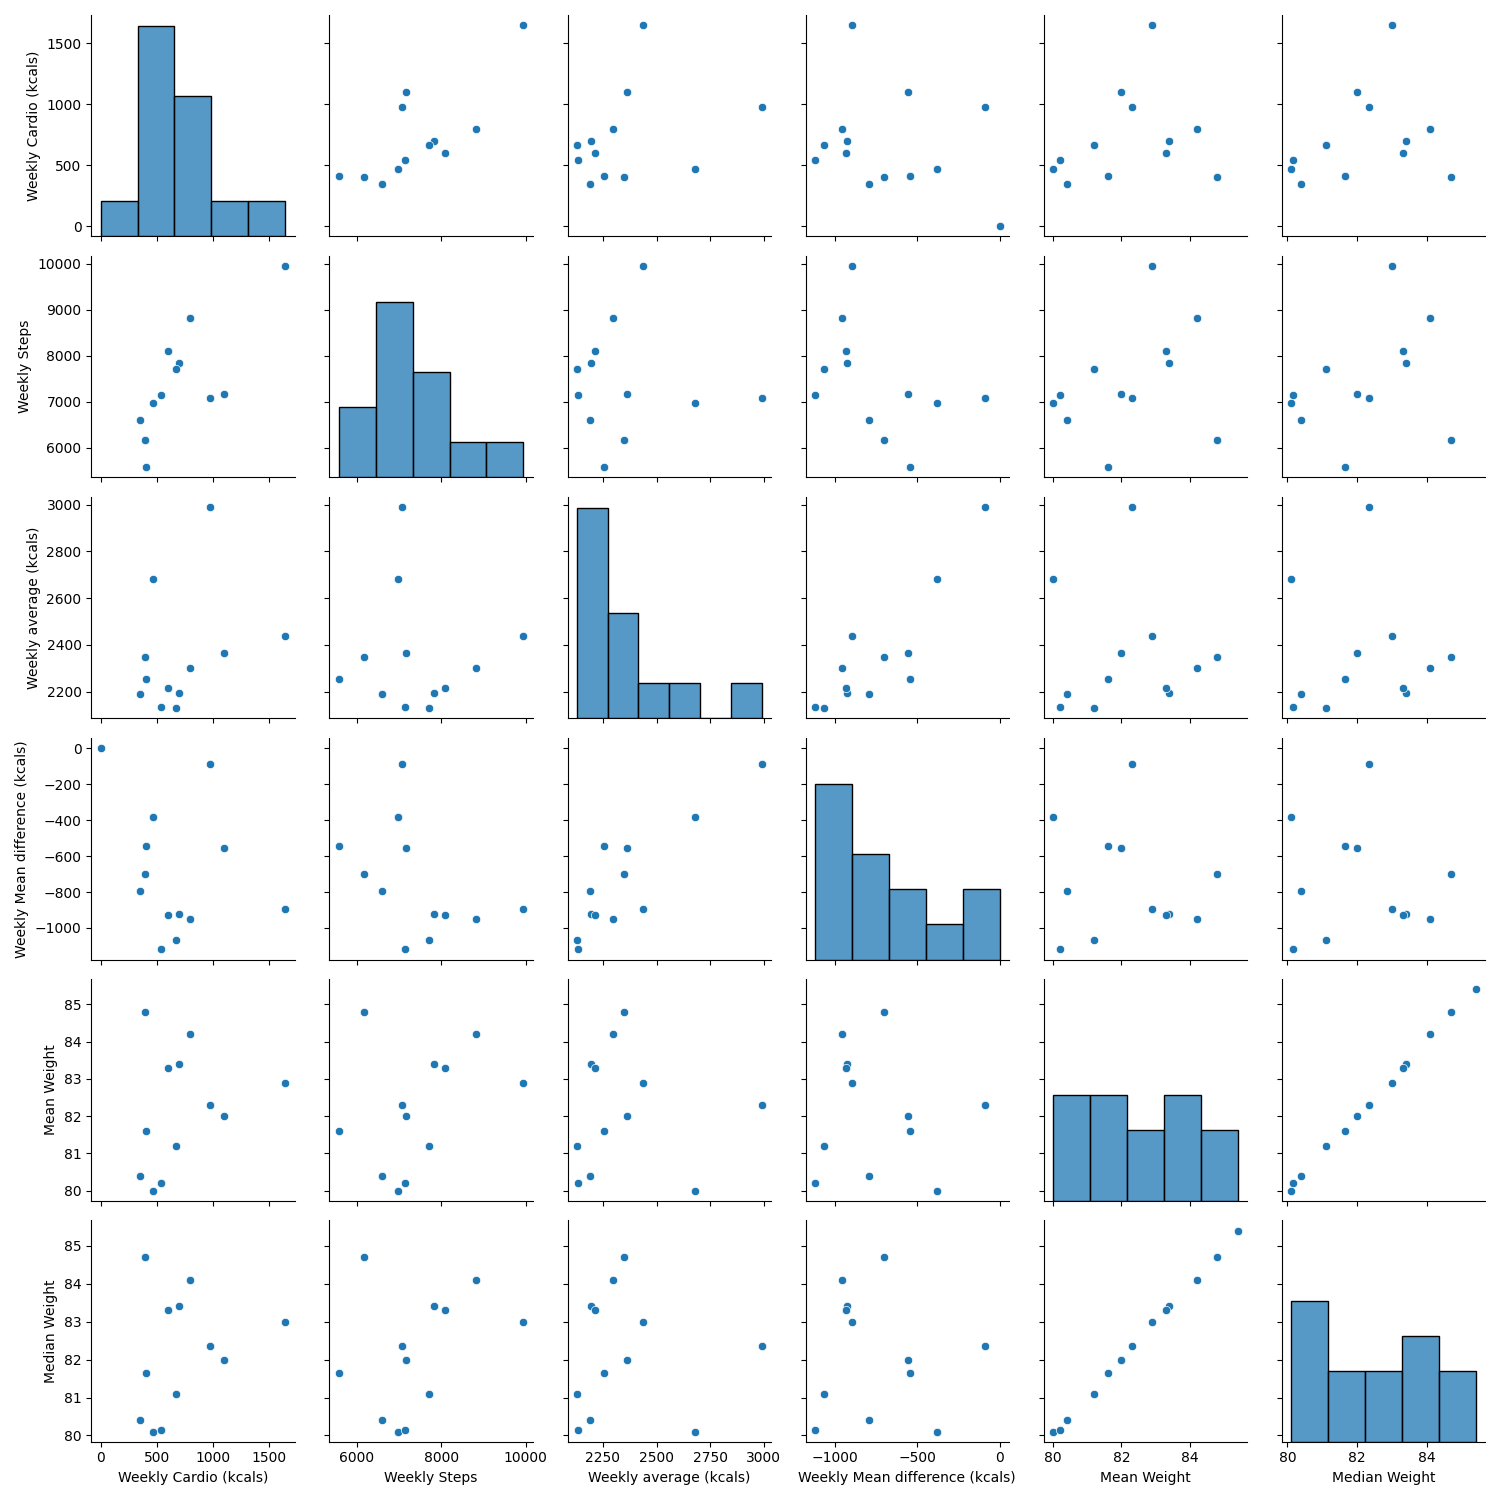 Weekly Cardio (kcals)
1500
1000
500
0
Weekly Steps
10000
9000
8000
7000
6000
Weekly average (kcals)
3000
2800
2600
2400
2200
Weekly Mean difference (kcals)
0
−200
−400
−600
−800
−1000
Mean Weight
85
84
83
82
81
80
Median Weight
85
84
83
82
81
80
0 500 1000 1500
6000 8000 10000
2250 2500 2750 3000
−1000 −500 0
80 82 84
80 82 84
Weekly Cardio (kcals)
Weekly Steps
Weekly average (kcals)
Weekly Mean difference (kcals)
Mean Weight
Median Weight